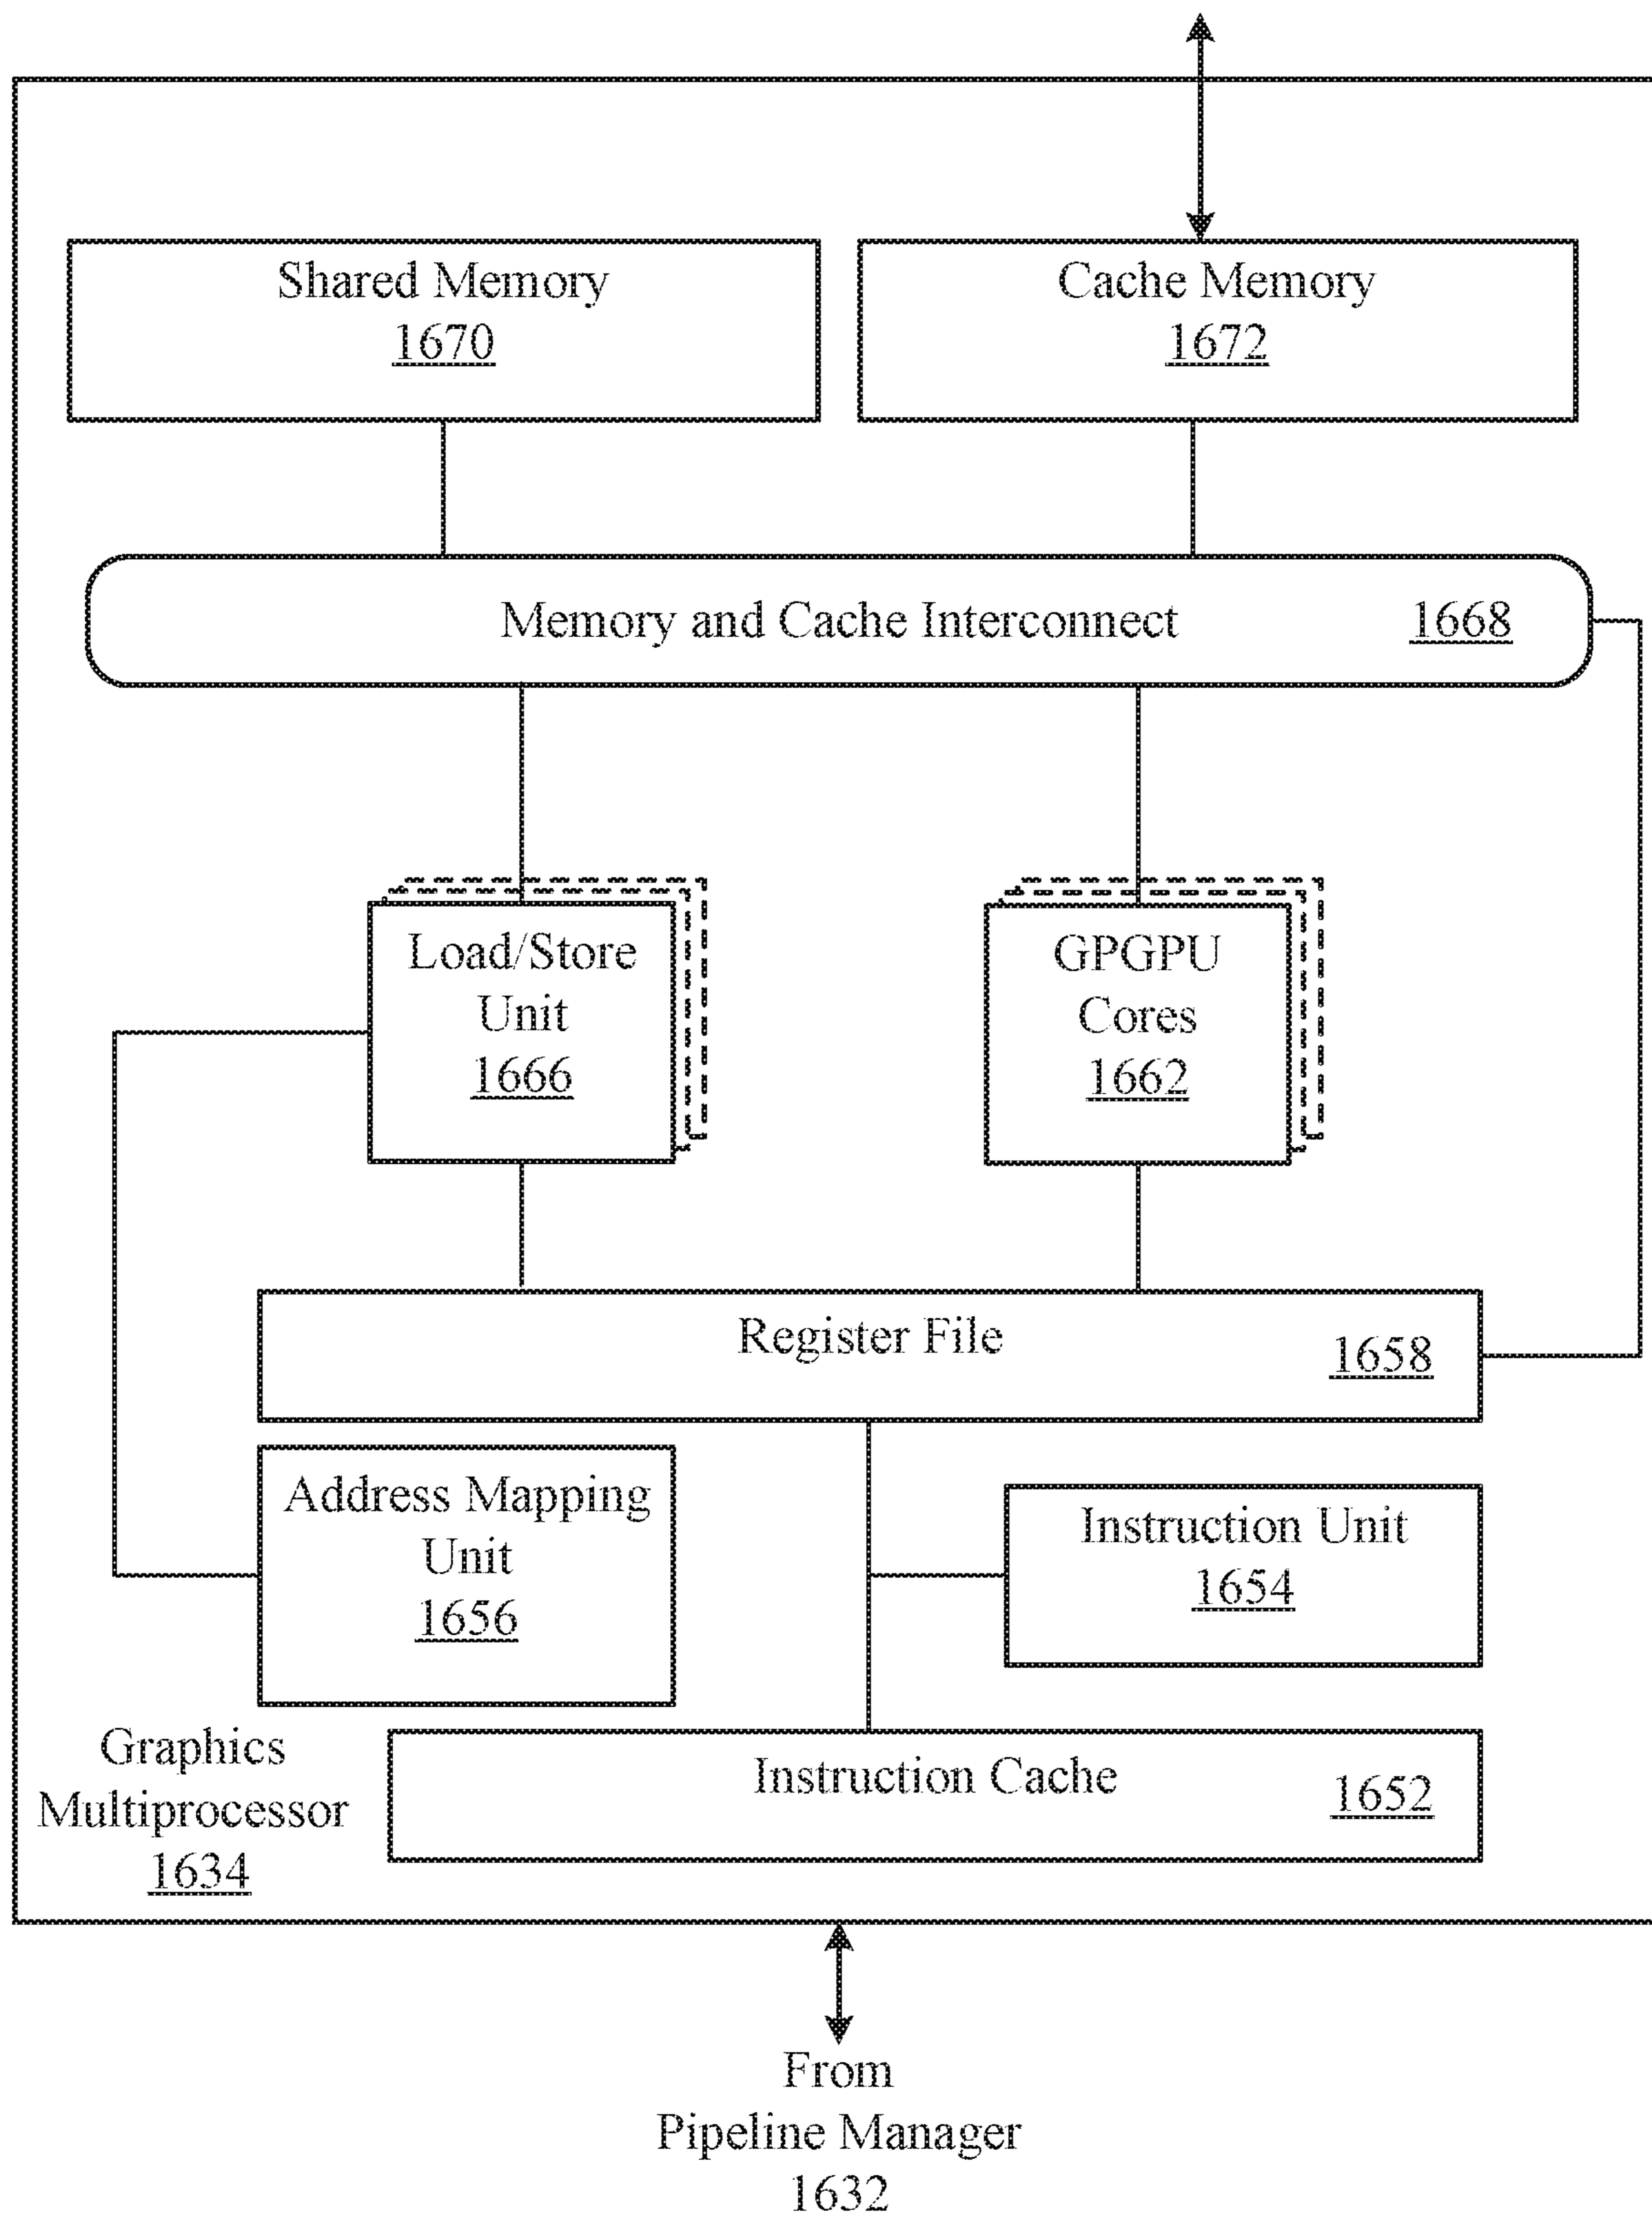 Shared Memory
1670
Cache Memory
1672
Memory and Cache Interconnect 1668
Load/Store
Unit
1666
GPGPU
Cores
1662
Register File 1658
Address Mapping
Unit
1656
Instruction Unit
1654
Graphics
Multiprocessor
1634
Instruction Cache 1652
From
Pipeline Manager
1632